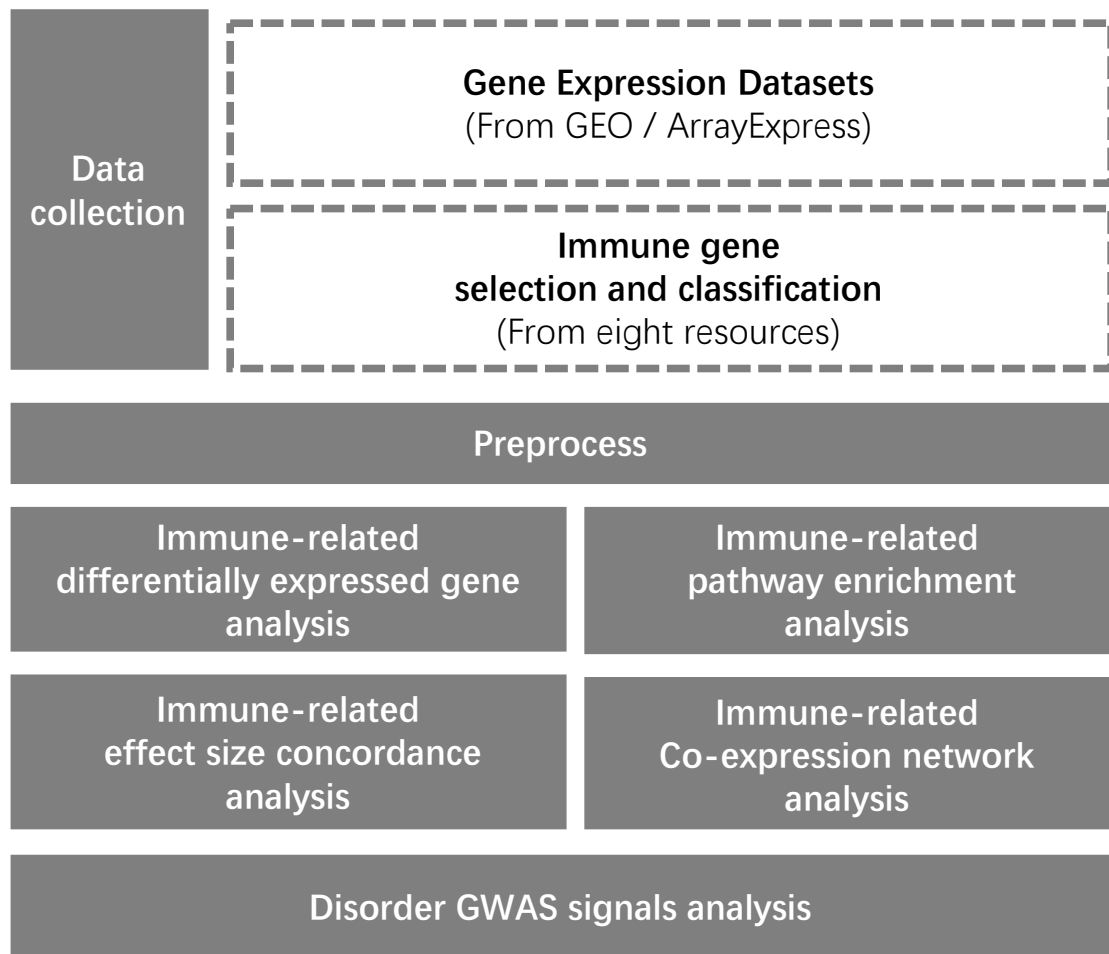 Data
collection
Gene Expression Datasets
(From GEO / ArrayExpress)
Immune gene
selection and classification
(From eight resources)
Preprocess
Immune-related
differentially expressed gene
analysis
Immune-related
pathway enrichment
analysis
Immune-related
effect size concordance
analysis
Immune-related
Co-expression network
analysis
Disorder GWAS signals analysis